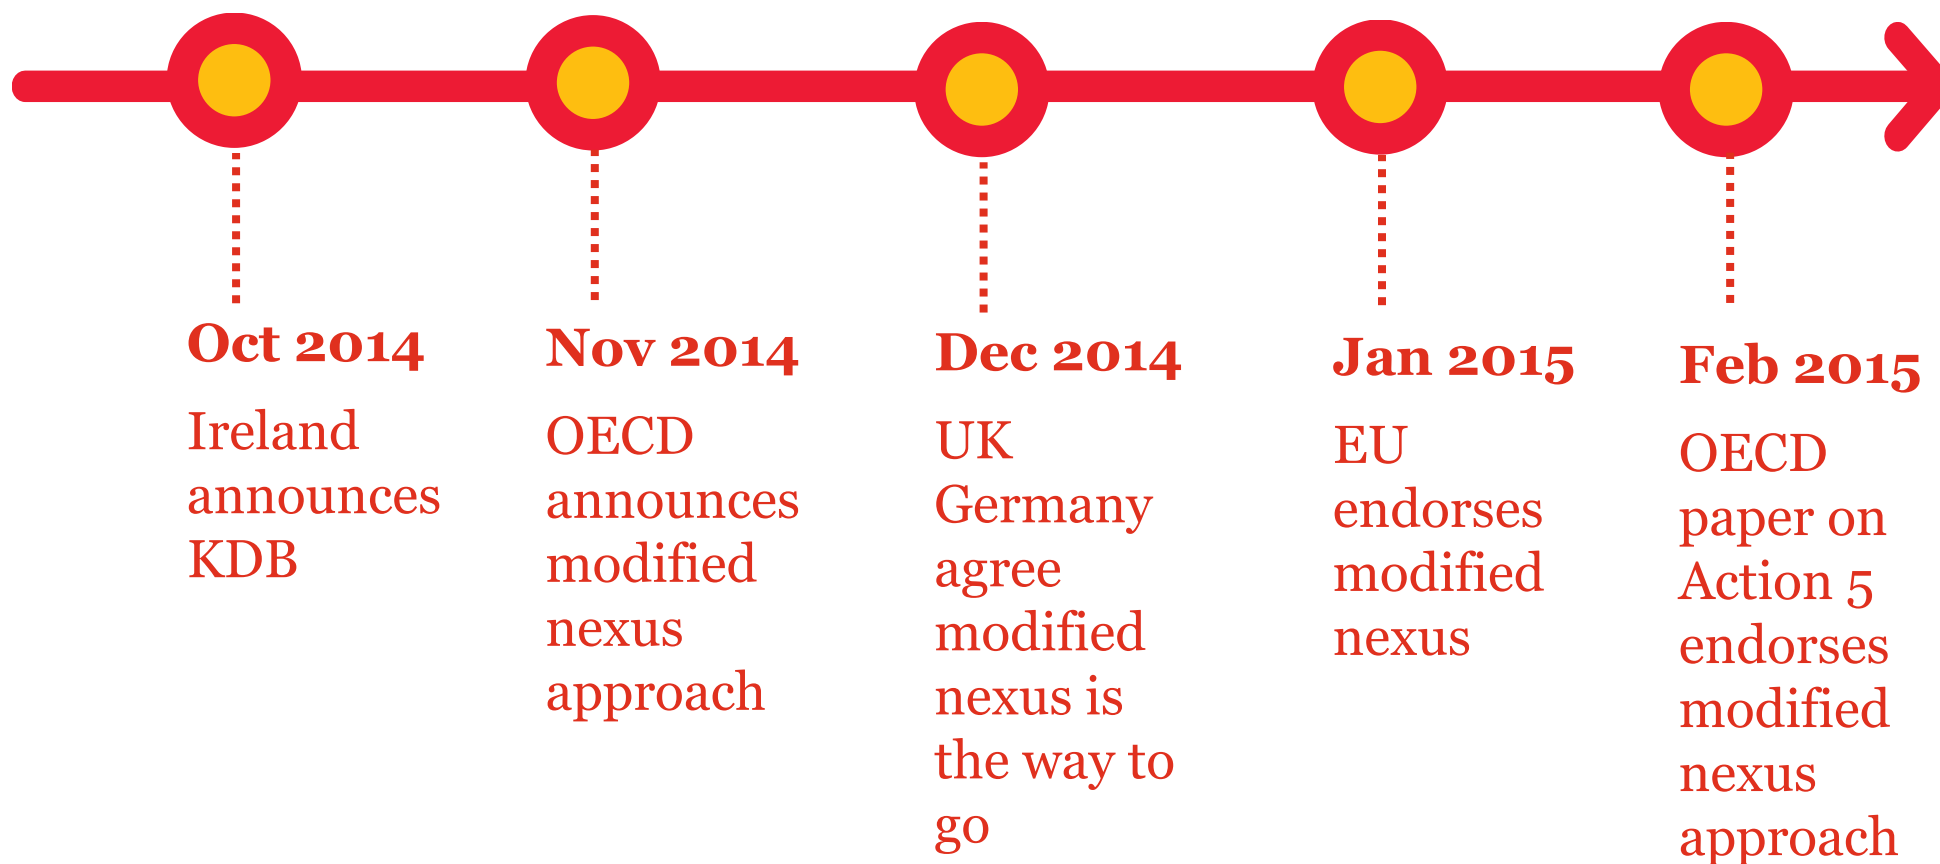 Oct 2014
Ireland
announces
KDB
Nov 2014
OECD
announces
modified
nexus
approach
Dec 2014
UK
Germany
agree
modified
nexus is
the way to
go
Jan 2015
EU
endorses
modified
nexus
Feb 2015
OECD
paper on
Action 5
endorses
modified
nexus
approach